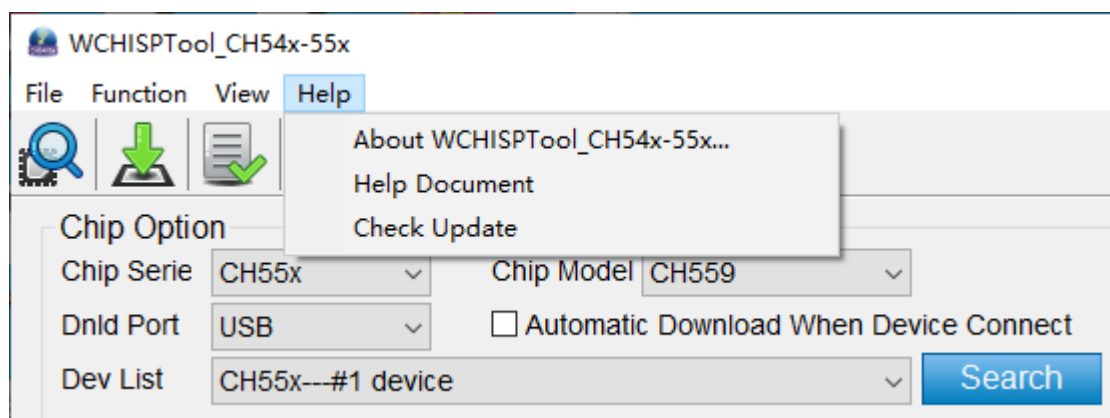 WCHISPTool_CH54x-55x
File Function View Help
About WCHISPTool_CH54x-55x...
Help Document
Check Update
Chip Option
Chip Serie CH55x Chip Model CH559
Dnld Port USB Automatic Download When Device Connect
Dev List CH55x---#1 device Search